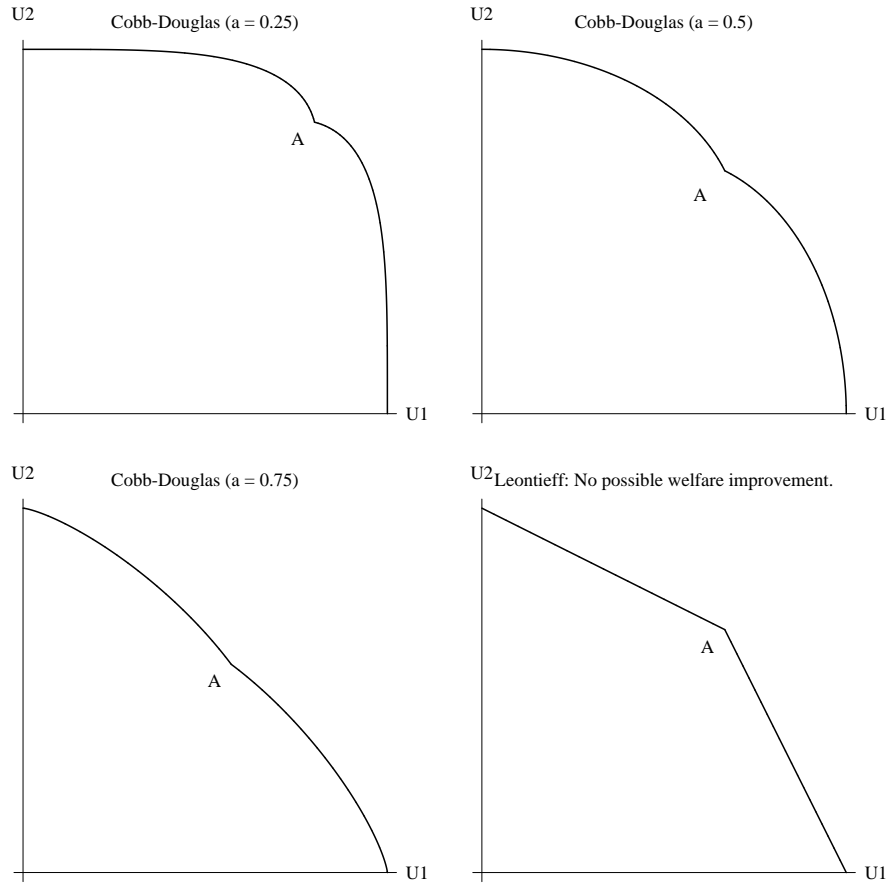 U2
Cobb-Douglas (a = 0.25)
A
U1
U2
Cobb-Douglas (a = 0.5)
A
U1
U2
Cobb-Douglas (a = 0.75)
A
U1
U2
Leontieff: No possible welfare improvement.
A
U1